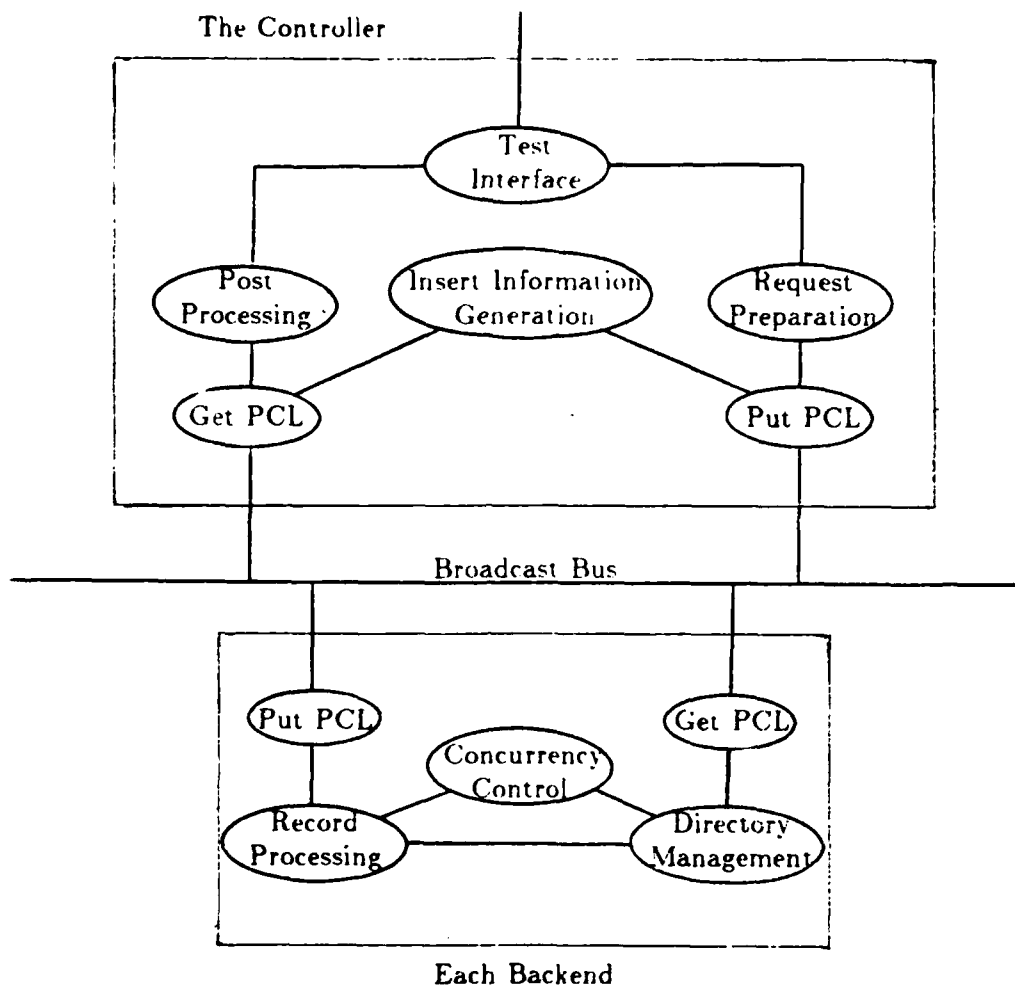 The Controller
Test
Interface
Post
Processing
Insert Information
Generation
Request
Preparation
Get PCL
Put PCL
Broadcast Bus
Put PCL
Get PCL
Concurrency
Control
Record
Processing
Directory
Management
Each Backend